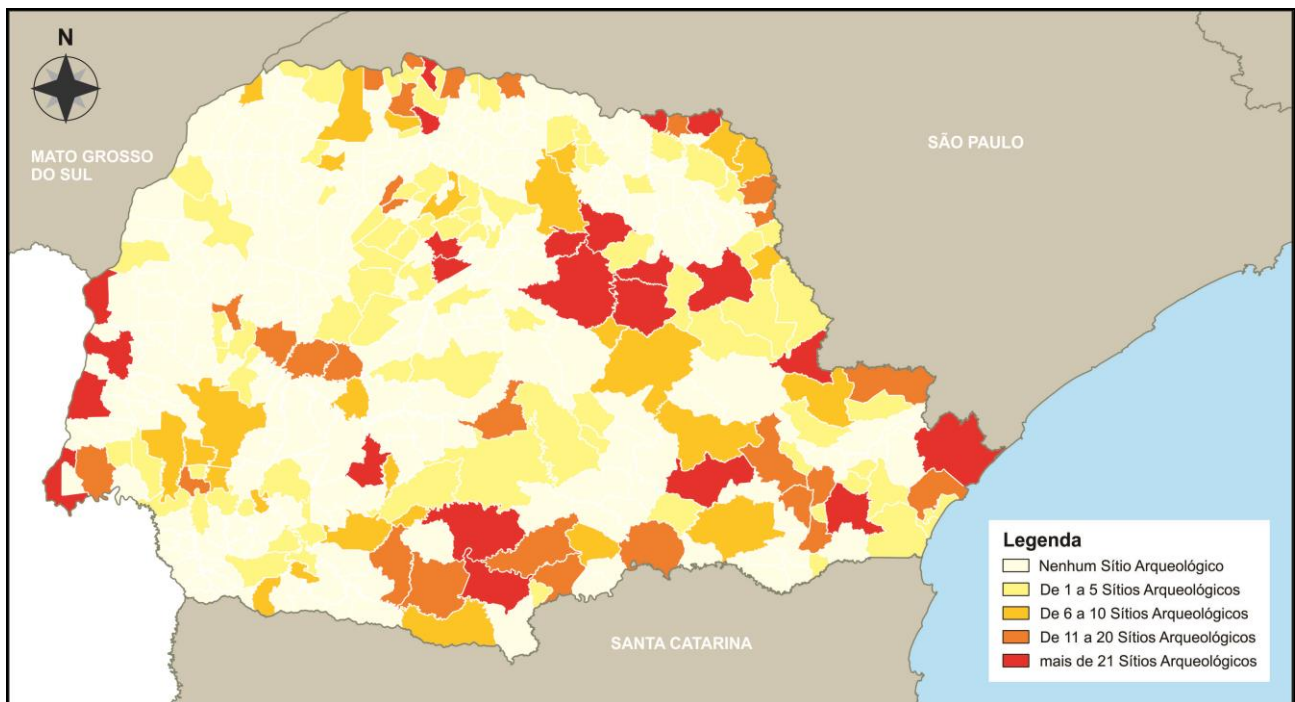 N
MATO GROSSO
DO SUL
SÃO PAULO
SANTA CATARINA
Legenda
Nenhum Sítio Arqueológico
De 1 a 5 Sítios Arqueológicos
De 6 a 10 Sítios Arqueológicos
De 11 a 20 Sítios Arqueológicos
mais de 21 Sítios Arqueológicos